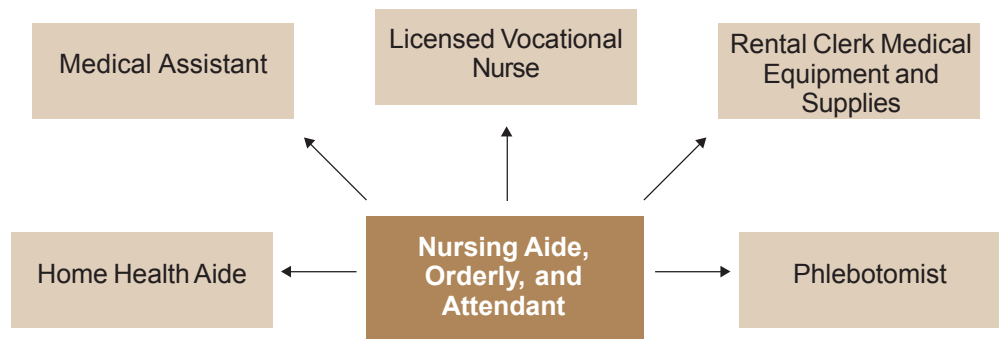 Medical Assistant
Licensed Vocational
Nurse
Rental Clerk Medical
Equipment and
Supplies
Home Health Aide
Nursing Aide,
Orderly, and
Attendant
Phlebotomist